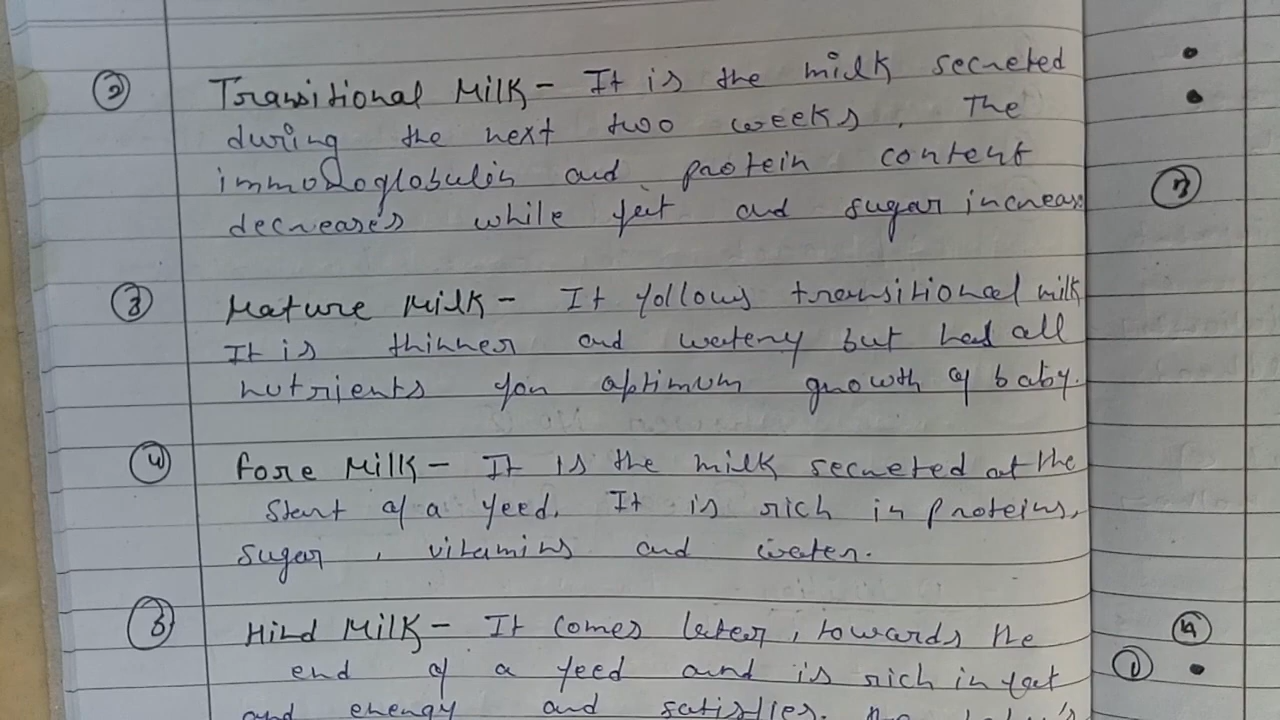 ② Transitional Milk - It is the milk secreted
during the next two weeks. The
immunoglobulin and protein content
decreases while fat and sugar increas
③ Mature Milk - It follows transitional milk
It is thinner and watery but had all
nutrients for optimum growth of baby.
④ Fore Milk - It is the milk secreted at the
start of a feed. It is rich in proteins,
sugar, vitamins and water.
⑤ Hind Milk - It comes later, towards the
end of a feed and is rich in fat
and energy and satisfies.
⑦
④
①